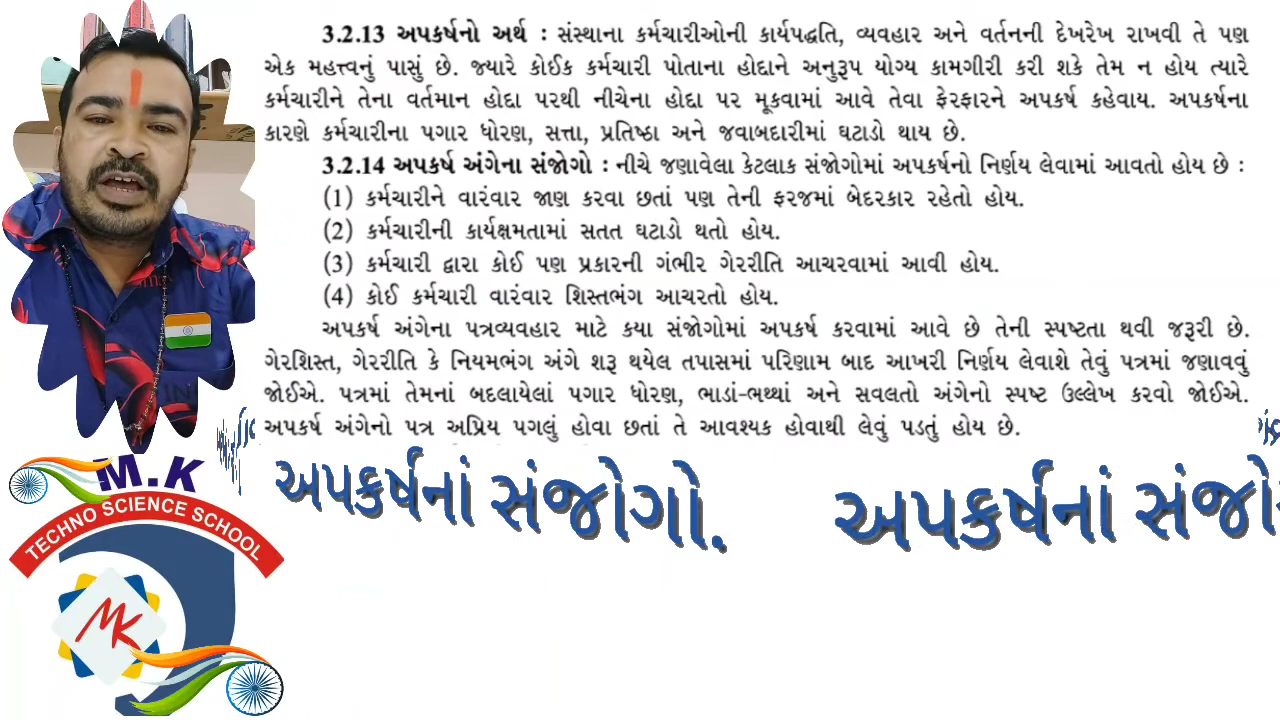 3.2.13 અપકર્ષનો અર્થ : સંસ્થાના કર્મચારીઓની કાર્યપદ્ધતિ, વ્યવહાર અને વર્તનની દેખરેખ રાખવી તે પણ
એક મહત્ત્વનું પાસું છે. જ્યારે કોઈક કર્મચારી પોતાના હોદ્દાને અનુરૂપ યોગ્ય કામગીરી કરી શકે તેમ ન હોય ત્યારે
કર્મચારીને તેના વર્તમાન હોદ્દા પરથી નીચેના હોદ્દા પર મૂકવામાં આવે તેવા ફેરફારને અપકર્ષ કહેવાય. અપકર્ષના
કારણે કર્મચારીના પગાર ધોરણ, સત્તા, પ્રતિષ્ઠા અને જવાબદારીમાં ઘટાડો થાય છે.
3.2.14 અપકર્ષ અંગેના સંજોગો : નીચે જણાવેલા કેટલાક સંજોગોમાં અપકર્ષનો નિર્ણય લેવામાં આવતો હોય છે :
(1) કર્મચારીને વારંવાર જાણ કરવા છતાં પણ તેની ફરજમાં બેદરકાર રહેતો હોય.
(2) કર્મચારીની કાર્યક્ષમતામાં સતત ઘટાડો થતો હોય.
(3) કર્મચારી દ્વારા કોઈ પણ પ્રકારની ગંભીર ગેરરીતિ આચરવામાં આવી હોય.
(4) કોઈ કર્મચારી વારંવાર શિસ્તભંગ આચરતો હોય.
અપકર્ષ અંગેના પત્રવ્યવહાર માટે કયા સંજોગોમાં અપકર્ષ કરવામાં આવે છે તેની સ્પષ્ટતા થવી જરૂરી છે.
ગેરશિસ્ત, ગેરરીતિ કે નિયમભંગ અંગે શરૂ થયેલ તપાસમાં પરિણામ બાદ આખરી નિર્ણય લેવાશે તેવું પત્રમાં જણાવવું
જોઈએ. પત્રમાં તેમનાં બદલાયેલાં પગાર ધોરણ, ભાડાં-ભથ્થાં અને સવલતો અંગેનો સ્પષ્ટ ઉલ્લેખ કરવો જોઈએ.
અપકર્ષ અંગેનો પત્ર અપ્રિય પગલું હોવા છતાં તે આવશ્યક હોવાથી લેવું પડતું હોય છે.
અપકર્ષનાં સંજોગો. અપકર્ષનાં સંજો
M.K
TECHNO SCIENCE SCHOOL
MK